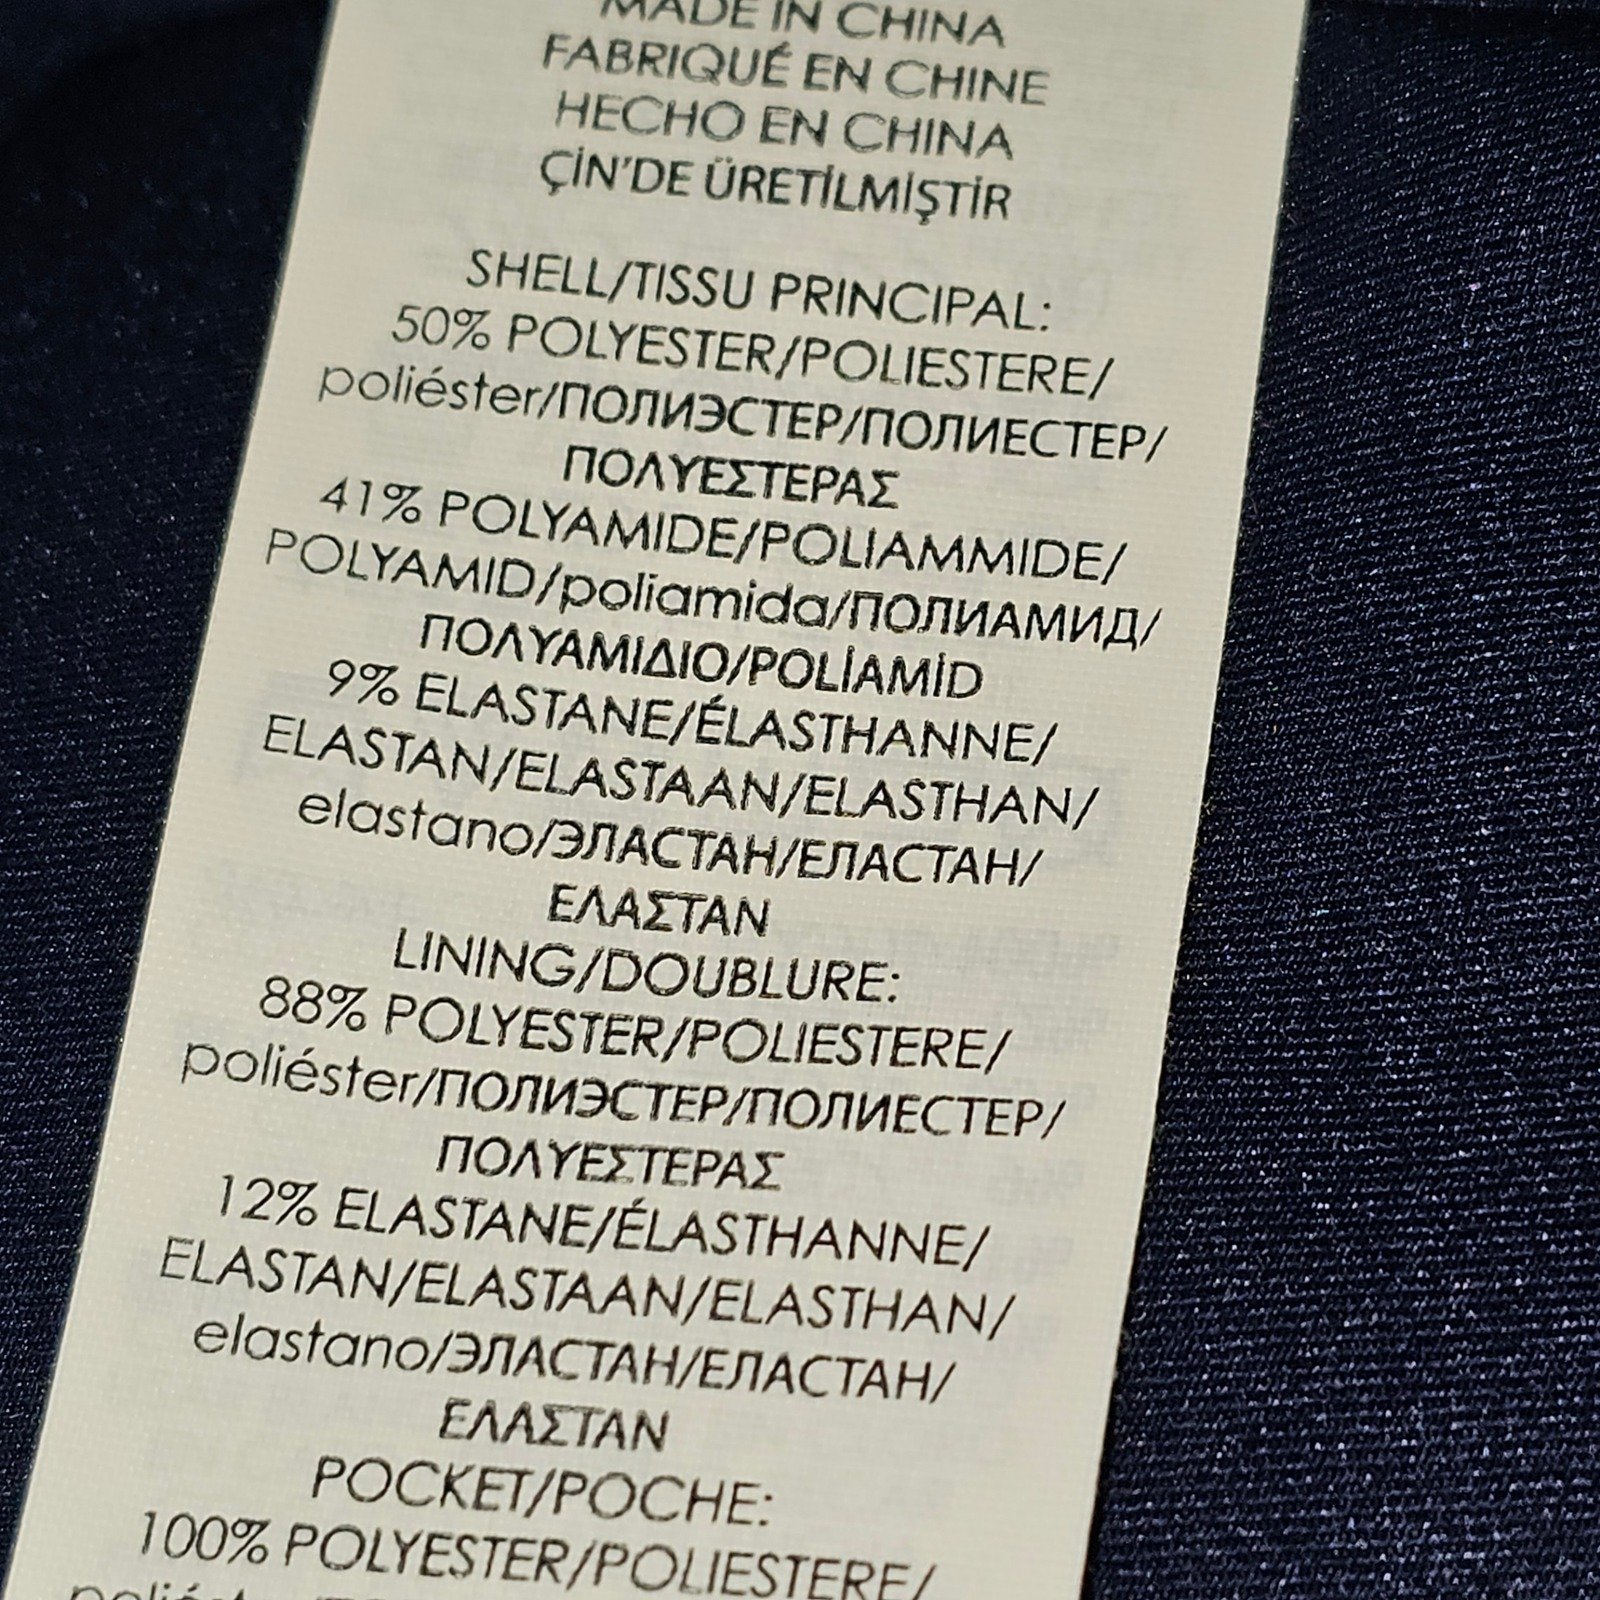 MADE IN CHINA
FABRIQUÉ EN CHINE
HECHO EN CHINA
ÇİN'DE ÜRETİLMİŞTİR
SHELL/TISSU PRINCIPAL:
50% POLYESTER/POLIESTERE/
poliéster/ПОЛИЭСТЕР/ПОЛИЕСТЕР/
ΠΟΛΥΕΣΤΕΡΑΣ
41% POLYAMIDE/POLIAMMIDE/
POLYAMID/poliamida/ПОЛИАМИД/
ΠΟΛΥΑΜΙΔΙΟ/POLİAMİD
9% ELASTANE/ÉLASTHANNE/
ELASTAN/ELASTAAN/ELASTHAN/
elastano/ЭЛАСТАН/ЕЛАСТАН/
ΕΛΑΣΤΑΝ
LINING/DOUBLURE:
88% POLYESTER/POLIESTERE/
poliéster/ПОЛИЭСТЕР/ПОЛИЕСТЕР/
ΠΟΛΥΕΣΤΕΡΑΣ
12% ELASTANE/ÉLASTHANNE/
ELASTAN/ELASTAAN/ELASTHAN/
elastano/ЭЛАСТАН/ЕЛАСТАН/
ΕΛΑΣΤΑΝ
POCKET/POCHE:
100% POLYESTER/POLIESTERE/